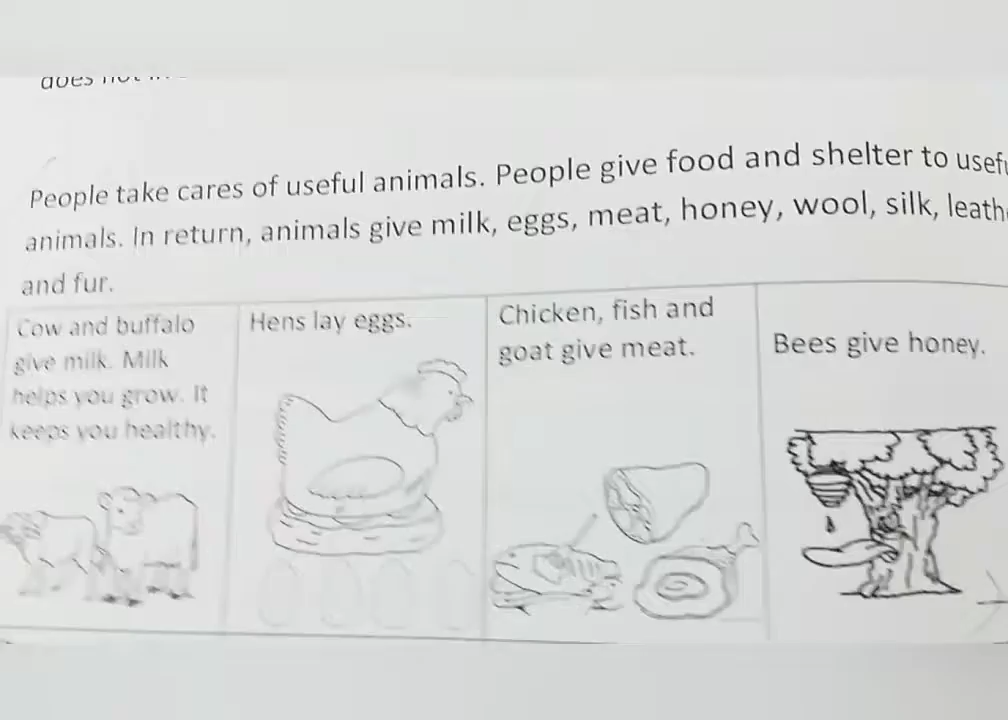 People take cares of useful animals. People give food and shelter to
animals. In return, animals give milk, eggs, meat, honey, wool, silk,
and fur.
Cow and buffalo
give milk. Milk
helps you grow. It
keeps you healthy.
Hens lay eggs.
Chicken, fish and
goat give meat.
Bees give honey.